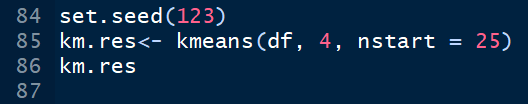 84 set.seed(123)
85 km.res<- kmeans(df, 4, nstart = 25)
86 km.res
87